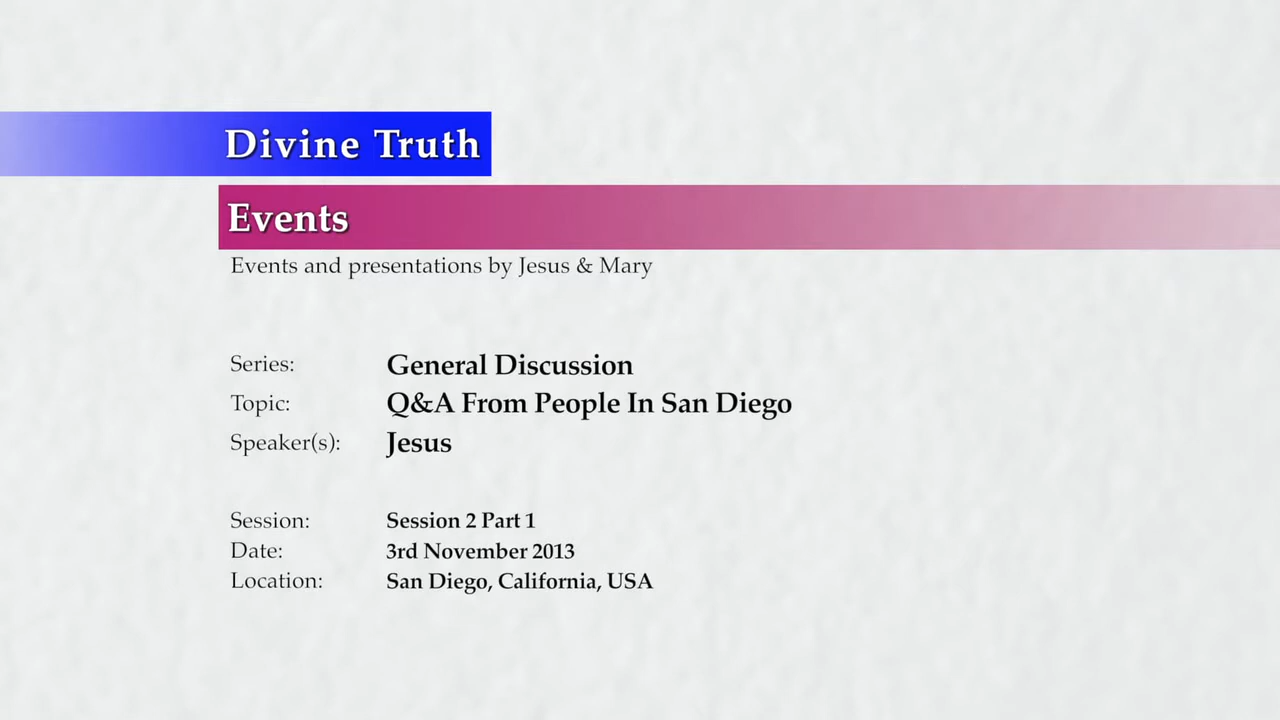 Divine Truth
Events
Events and presentations by Jesus & Mary
Series: General Discussion
Topic: Q&A From People In San Diego
Speaker(s): Jesus
Session: Session 2 Part 1
Date: 3rd November 2013
Location: San Diego, California, USA